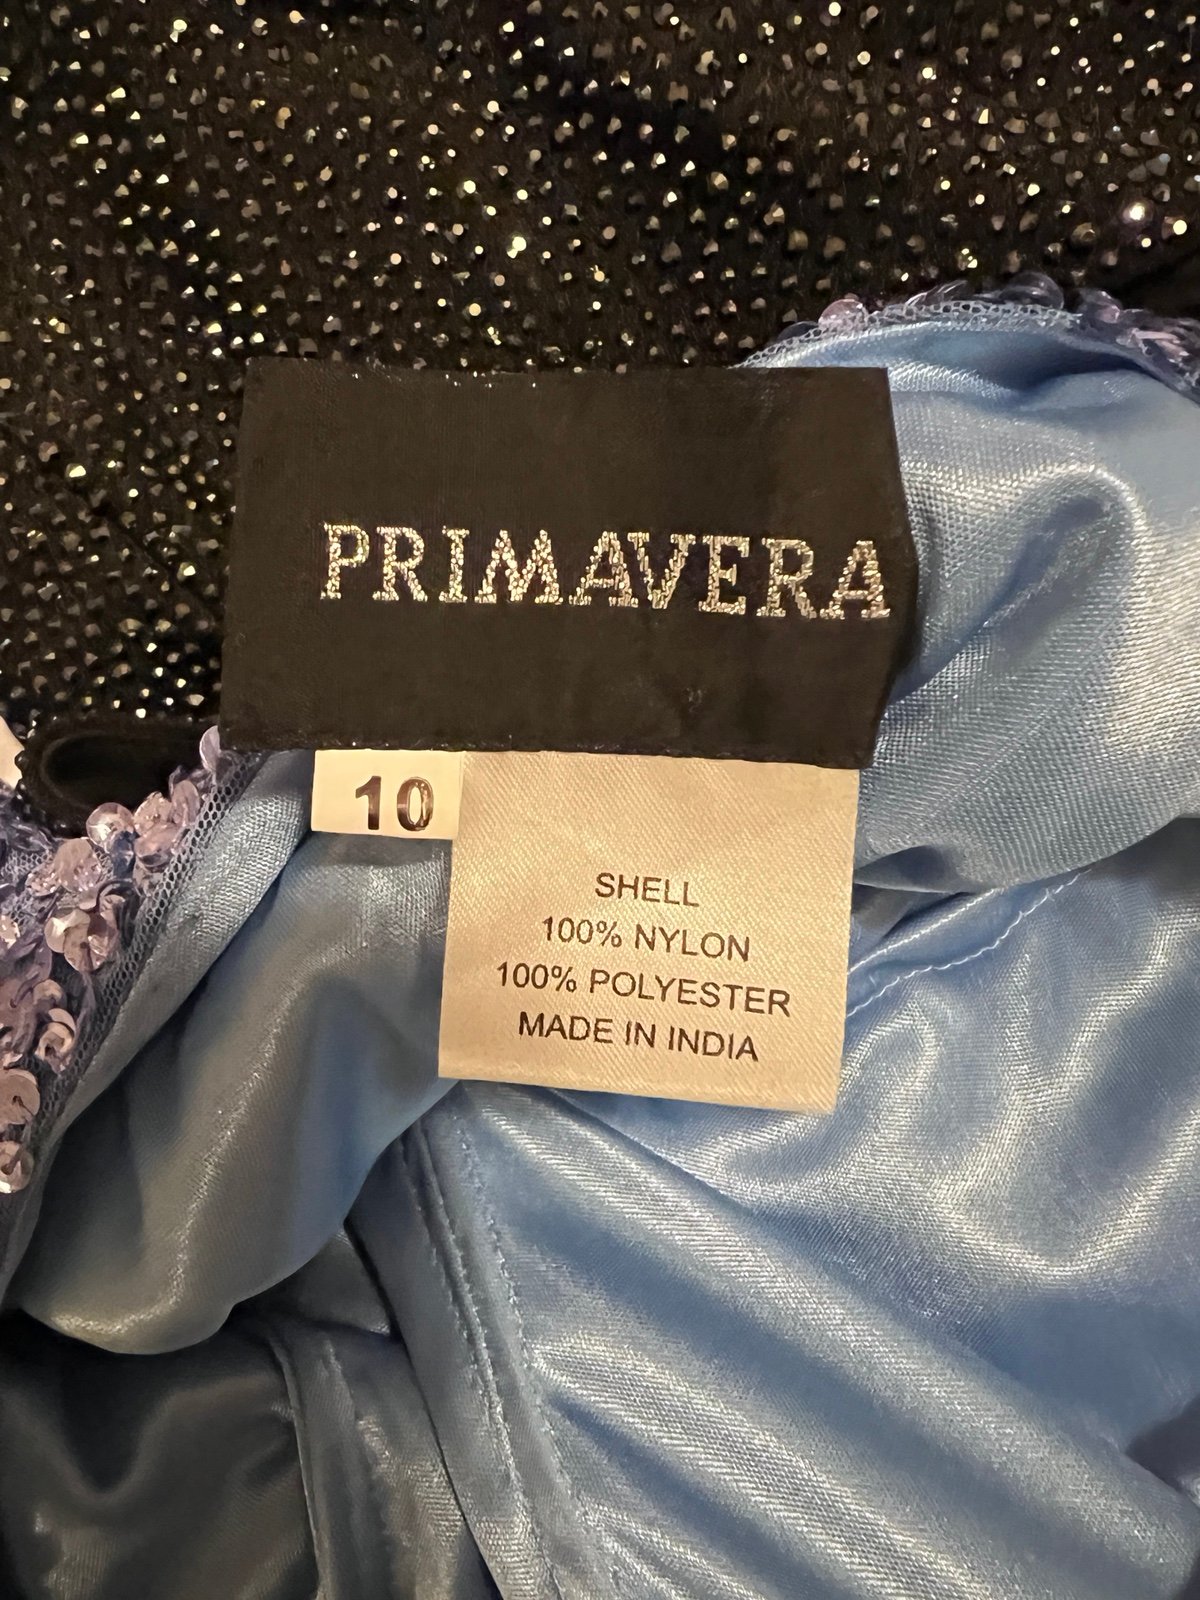 PRIMAVERA
10
SHELL
100% NYLON
100% POLYESTER
MADE IN INDIA